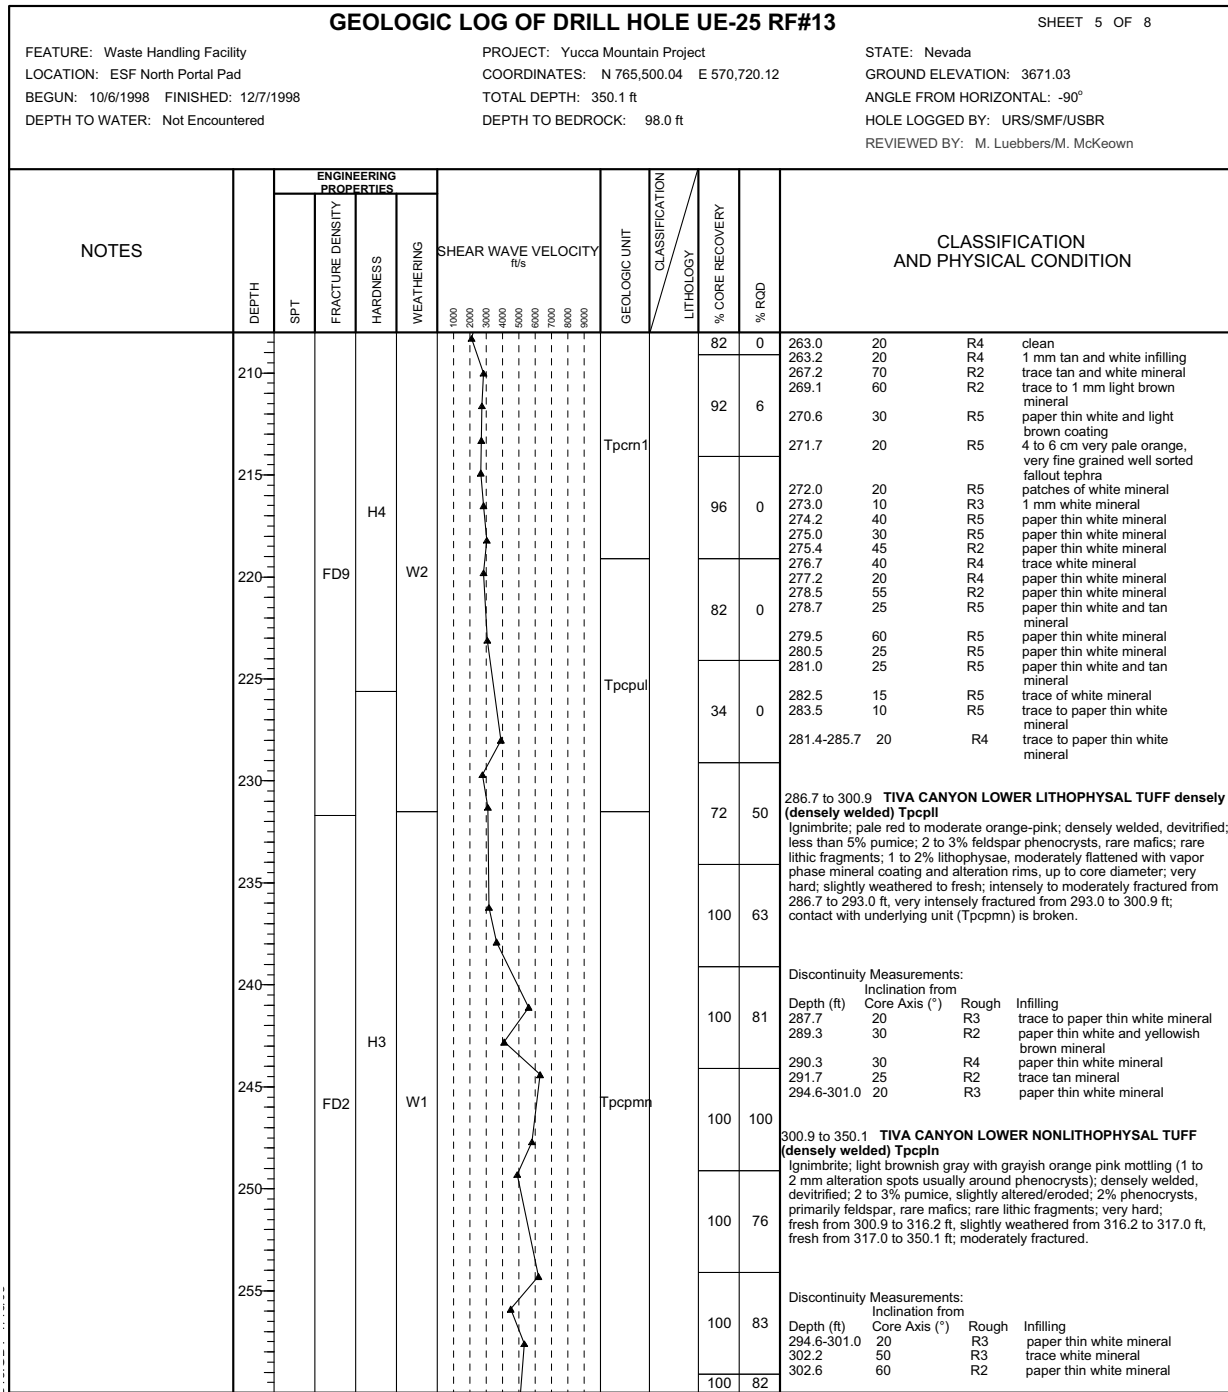 GEOLOGIC LOG OF DRILL HOLE UE-25 RF#13
SHEET 5 OF 8
FEATURE: Waste Handling Facility
PROJECT: Yucca Mountain Project
STATE: Nevada
LOCATION: ESF North Portal Pad
COORDINATES: N 765,500.04 E 570,720.12
GROUND ELEVATION: 3671.03
BEGUN: 10/6/1998 FINISHED: 12/7/1998
TOTAL DEPTH: 350.1 ft
ANGLE FROM HORIZONTAL: -90°
DEPTH TO WATER: Not Encountered
DEPTH TO BEDROCK: 98.0 ft
HOLE LOGGED BY: URS/SMF/USBR
REVIEWED BY: M. Luebbers/M. McKeown
NOTES
DEPTH
ENGINEERING
PROPERTIES
SPT
FRACTURE DENSITY
HARDNESS
WEATHERING
SHEAR WAVE VELOCITY
ft/s
1000 2000 3000 4000 5000 6000 7000 8000 9000
GEOLOGIC UNIT
CLASSIFICATION
LITHOLOGY
% CORE RECOVERY
% RQD
CLASSIFICATION
AND PHYSICAL CONDITION
210
215
220
225
230
235
240
245
250
255
FD9
FD2
H4
H3
W2
W1
Tpcrn1
Tpcpul
Tpcpmn
82 0
92 6
96 0
82 0
34 0
72 50
100 63
100 81
100 100
100 76
100 83
100 82
263.0 20 R4 clean
263.2 20 R4 1 mm tan and white infilling
267.2 70 R2 trace tan and white mineral
269.1 60 R2 trace to 1 mm light brown
mineral
270.6 30 R5 paper thin white and light
brown coating
271.7 20 R5 4 to 6 cm very pale orange,
very fine grained well sorted
fallout tephra
272.0 20 R5 patches of white mineral
273.0 10 R3 1 mm white mineral
274.2 40 R5 paper thin white mineral
275.0 30 R5 paper thin white mineral
275.4 45 R2 paper thin white mineral
276.7 40 R4 trace white mineral
277.2 20 R4 paper thin white mineral
278.5 55 R2 paper thin white mineral
278.7 25 R5 paper thin white and tan
mineral
279.5 60 R5 paper thin white mineral
280.5 25 R5 paper thin white mineral
281.0 25 R5 paper thin white and tan
mineral
282.5 15 R5 trace of white mineral
283.5 10 R5 trace to paper thin white
mineral
281.4-285.7 20 R4 trace to paper thin white
mineral
286.7 to 300.9 TIVA CANYON LOWER LITHOPHYSAL TUFF densely
(densely welded) Tpcpll
Ignimbrite; pale red to moderate orange-pink; densely welded, devitrified;
less than 5% pumice; 2 to 3% feldspar phenocrysts, rare mafics; rare
lithic fragments; 1 to 2% lithophysae, moderately flattened with vapor
phase mineral coating and alteration rims, up to core diameter; very
hard; slightly weathered to fresh; intensely to moderately fractured from
286.7 to 293.0 ft, very intensely fractured from 293.0 to 300.9 ft;
contact with underlying unit (Tpcpmn) is broken.
Discontinuity Measurements:
Inclination from
Depth (ft) Core Axis (°) Rough Infilling
287.7 20 R3 trace to paper thin white mineral
289.3 30 R2 paper thin white and yellowish
brown mineral
290.3 30 R4 paper thin white mineral
291.7 25 R2 trace tan mineral
294.6-301.0 20 R3 paper thin white mineral
300.9 to 350.1 TIVA CANYON LOWER NONLITHOPHYSAL TUFF
(densely welded) Tpcpln
Ignimbrite; light brownish gray with grayish orange pink mottling (1 to
2 mm alteration spots usually around phenocrysts); densely welded,
devitrified; 2 to 3% pumice, slightly altered/eroded; 2% phenocrysts,
primarily feldspar, rare mafics; rare lithic fragments; very hard;
fresh from 300.9 to 316.2 ft, slightly weathered from 316.2 to 317.0 ft,
fresh from 317.0 to 350.1 ft; moderately fractured.
Discontinuity Measurements:
Inclination from
Depth (ft) Core Axis (°) Rough Infilling
294.6-301.0 20 R3 paper thin white mineral
302.2 50 R3 trace white mineral
302.6 60 R2 paper thin white mineral